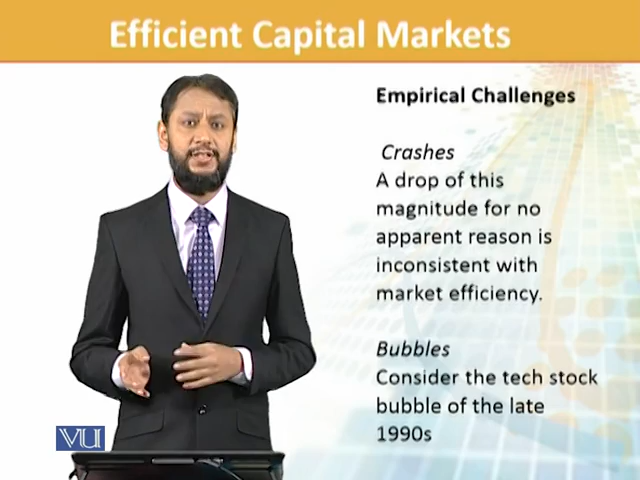 Efficient Capital Markets
Empirical Challenges
Crashes
A drop of this
magnitude for no
apparent reason is
inconsistent with
market efficiency.
Bubbles
Consider the tech stock
bubble of the late
1990s
VU